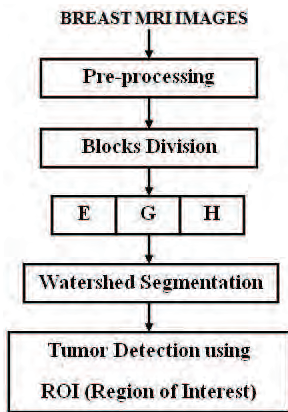 BREAST MRI IMAGES
Pre-processing
Blocks Division
E G H
Watershed Segmentation
Tumor Detection using
ROI (Region of Interest)